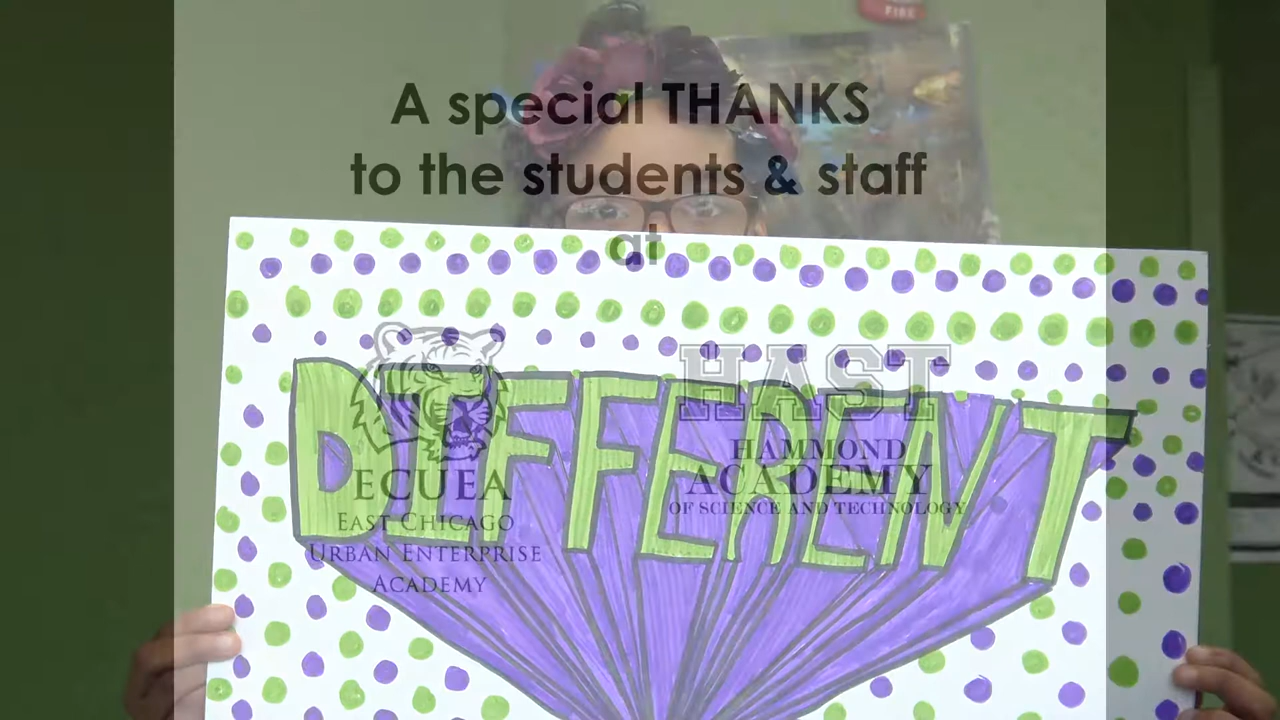 FIRE
A special THANKS
to the students & staff
at
DIFFERENT
HAST
HAMMOND
ACADEMY
OF SCIENCE AND TECHNOLOGY
ECUEA
EAST CHICAGO
URBAN ENTERPRISE
ACADEMY